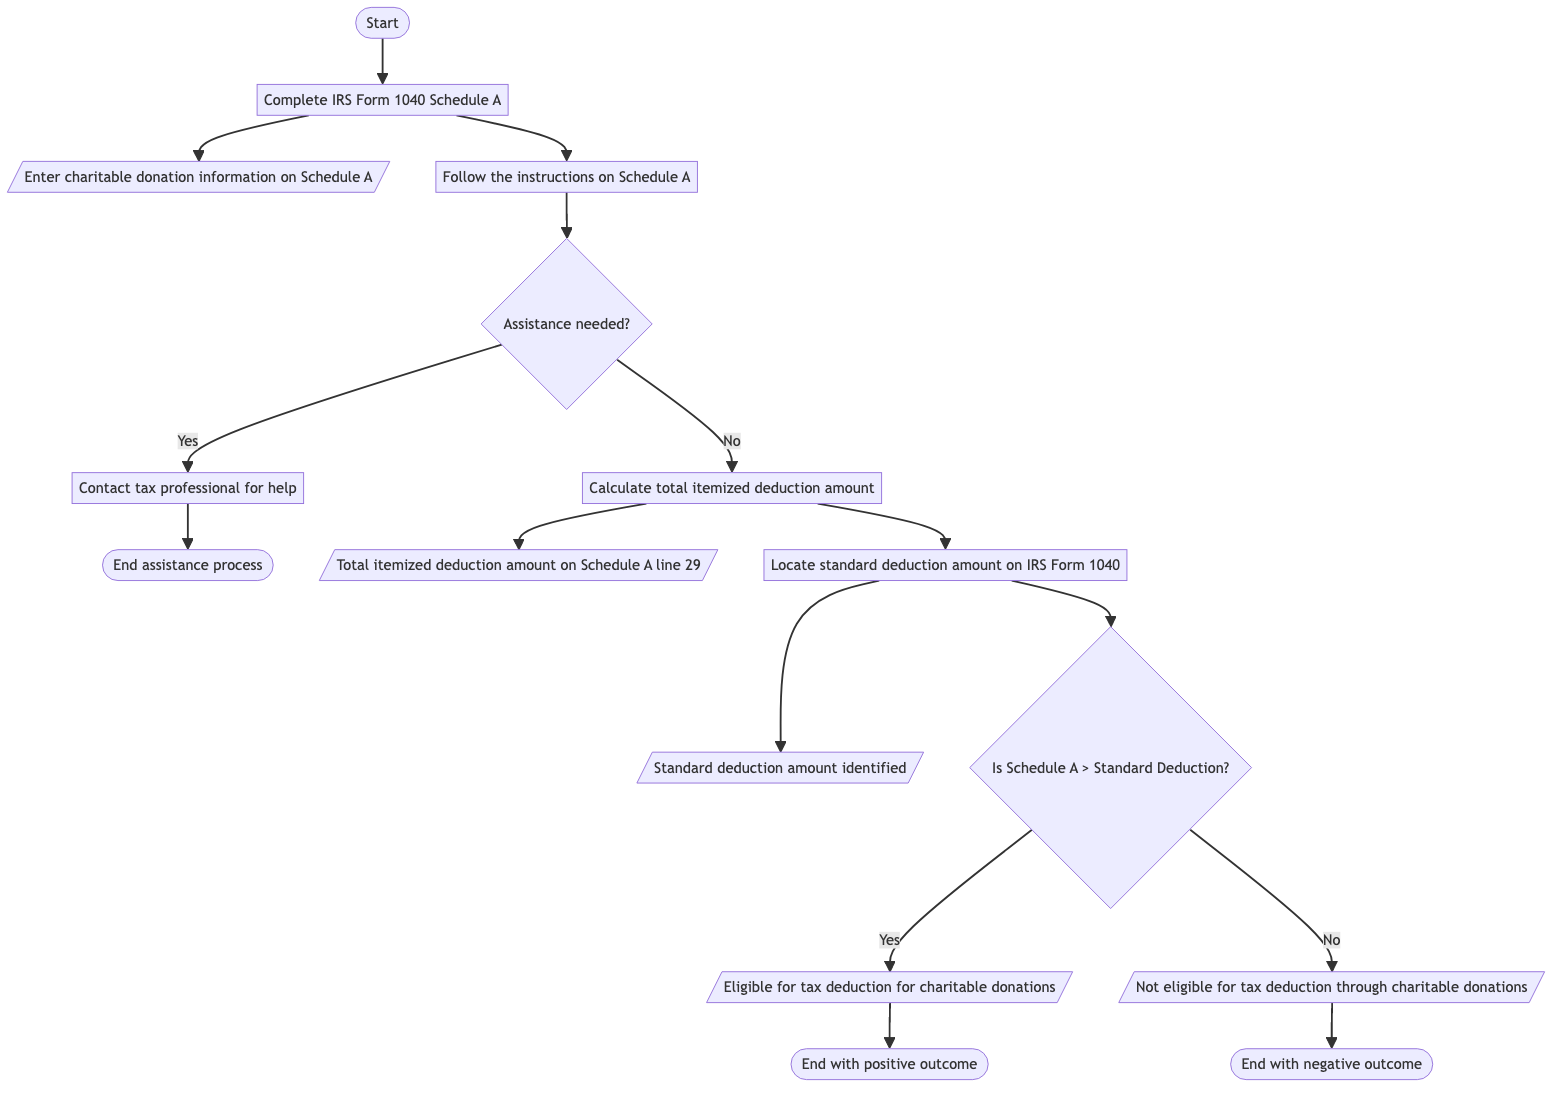 Start
Complete IRS Form 1040 Schedule A
Enter charitable donation information on Schedule A
Follow the instructions on Schedule A
Assistance needed?
Yes
No
Contact tax professional for help
Calculate total itemized deduction amount
End assistance process
Total itemized deduction amount on Schedule A line 29
Locate standard deduction amount on IRS Form 1040
Standard deduction amount identified
Is Schedule A > Standard Deduction?
Yes
No
Eligible for tax deduction for charitable donations
Not eligible for tax deduction through charitable donations
End with positive outcome
End with negative outcome